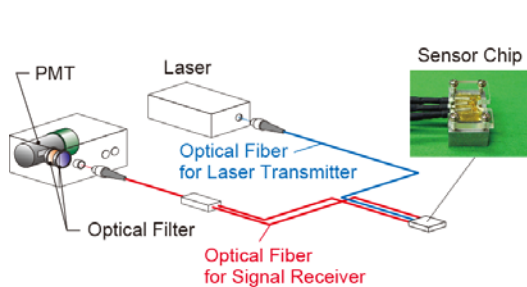 Sensor Chip
PMT
Laser
Optical Fiber
for Laser Transmitter
Optical Filter
Optical Fiber
for Signal Receiver